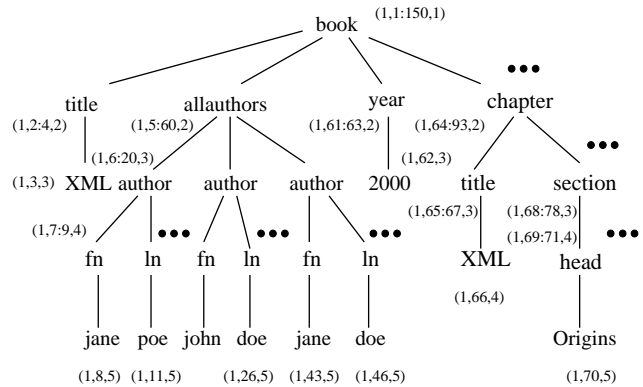 book (1,1:150,1)
title allauthors year chapter
(1,2:4,2) (1,5:60,2) (1,61:63,2) (1,64:93,2)
(1,6:20,3) (1,62,3)
(1,3,3) XML author author author 2000 title section
(1,65:67,3) (1,68:78,3)
(1,7:9,4) (1,69:71,4)
fn ln fn ln fn ln XML head
(1,66,4)
jane poe john doe jane doe Origins
(1,8,5) (1,11,5) (1,26,5) (1,43,5) (1,46,5) (1,70,5)